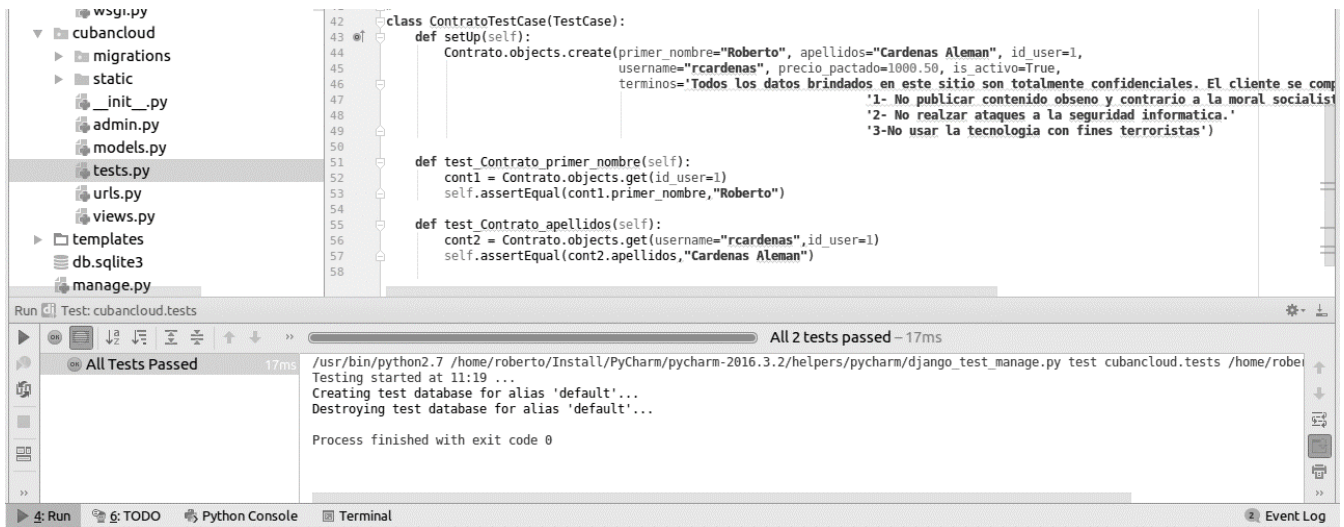 wsgi.py
cubancloud
migrations
static
__init__.py
admin.py
models.py
tests.py
urls.py
views.py
templates
db.sqlite3
manage.py
42 class ContratoTestCase(TestCase):
43 def setUp(self):
44 Contrato.objects.create(primer_nombre="Roberto", apellidos="Cardenas Aleman", id_user=1,
45 username="rcardenas", precio_pactado=1000.50, is_activo=True,
46 terminos='Todos los datos brindados en este sitio son totalmente confidenciales. El cliente se comp
47 '1- No publicar contenido obseno y contrario a la moral socialist
48 '2- No realzar ataques a la seguridad informatica.'
49 '3-No usar la tecnologia con fines terroristas')
50
51 def test_Contrato_primer_nombre(self):
52 cont1 = Contrato.objects.get(id_user=1)
53 self.assertEqual(cont1.primer_nombre,"Roberto")
54
55 def test_Contrato_apellidos(self):
56 cont2 = Contrato.objects.get(username="rcardenas",id_user=1)
57 self.assertEqual(cont2.apellidos,"Cardenas Aleman")
58
Run dj Test: cubancloud.tests
All 2 tests passed – 17ms
OK All Tests Passed 17ms
/usr/bin/python2.7 /home/roberto/Install/PyCharm/pycharm-2016.3.2/helpers/pycharm/django_test_manage.py test cubancloud.tests /home/rober
Testing started at 11:19 ...
Creating test database for alias 'default'...
Destroying test database for alias 'default'...
Process finished with exit code 0
4: Run 6: TODO Python Console Terminal 2 Event Log